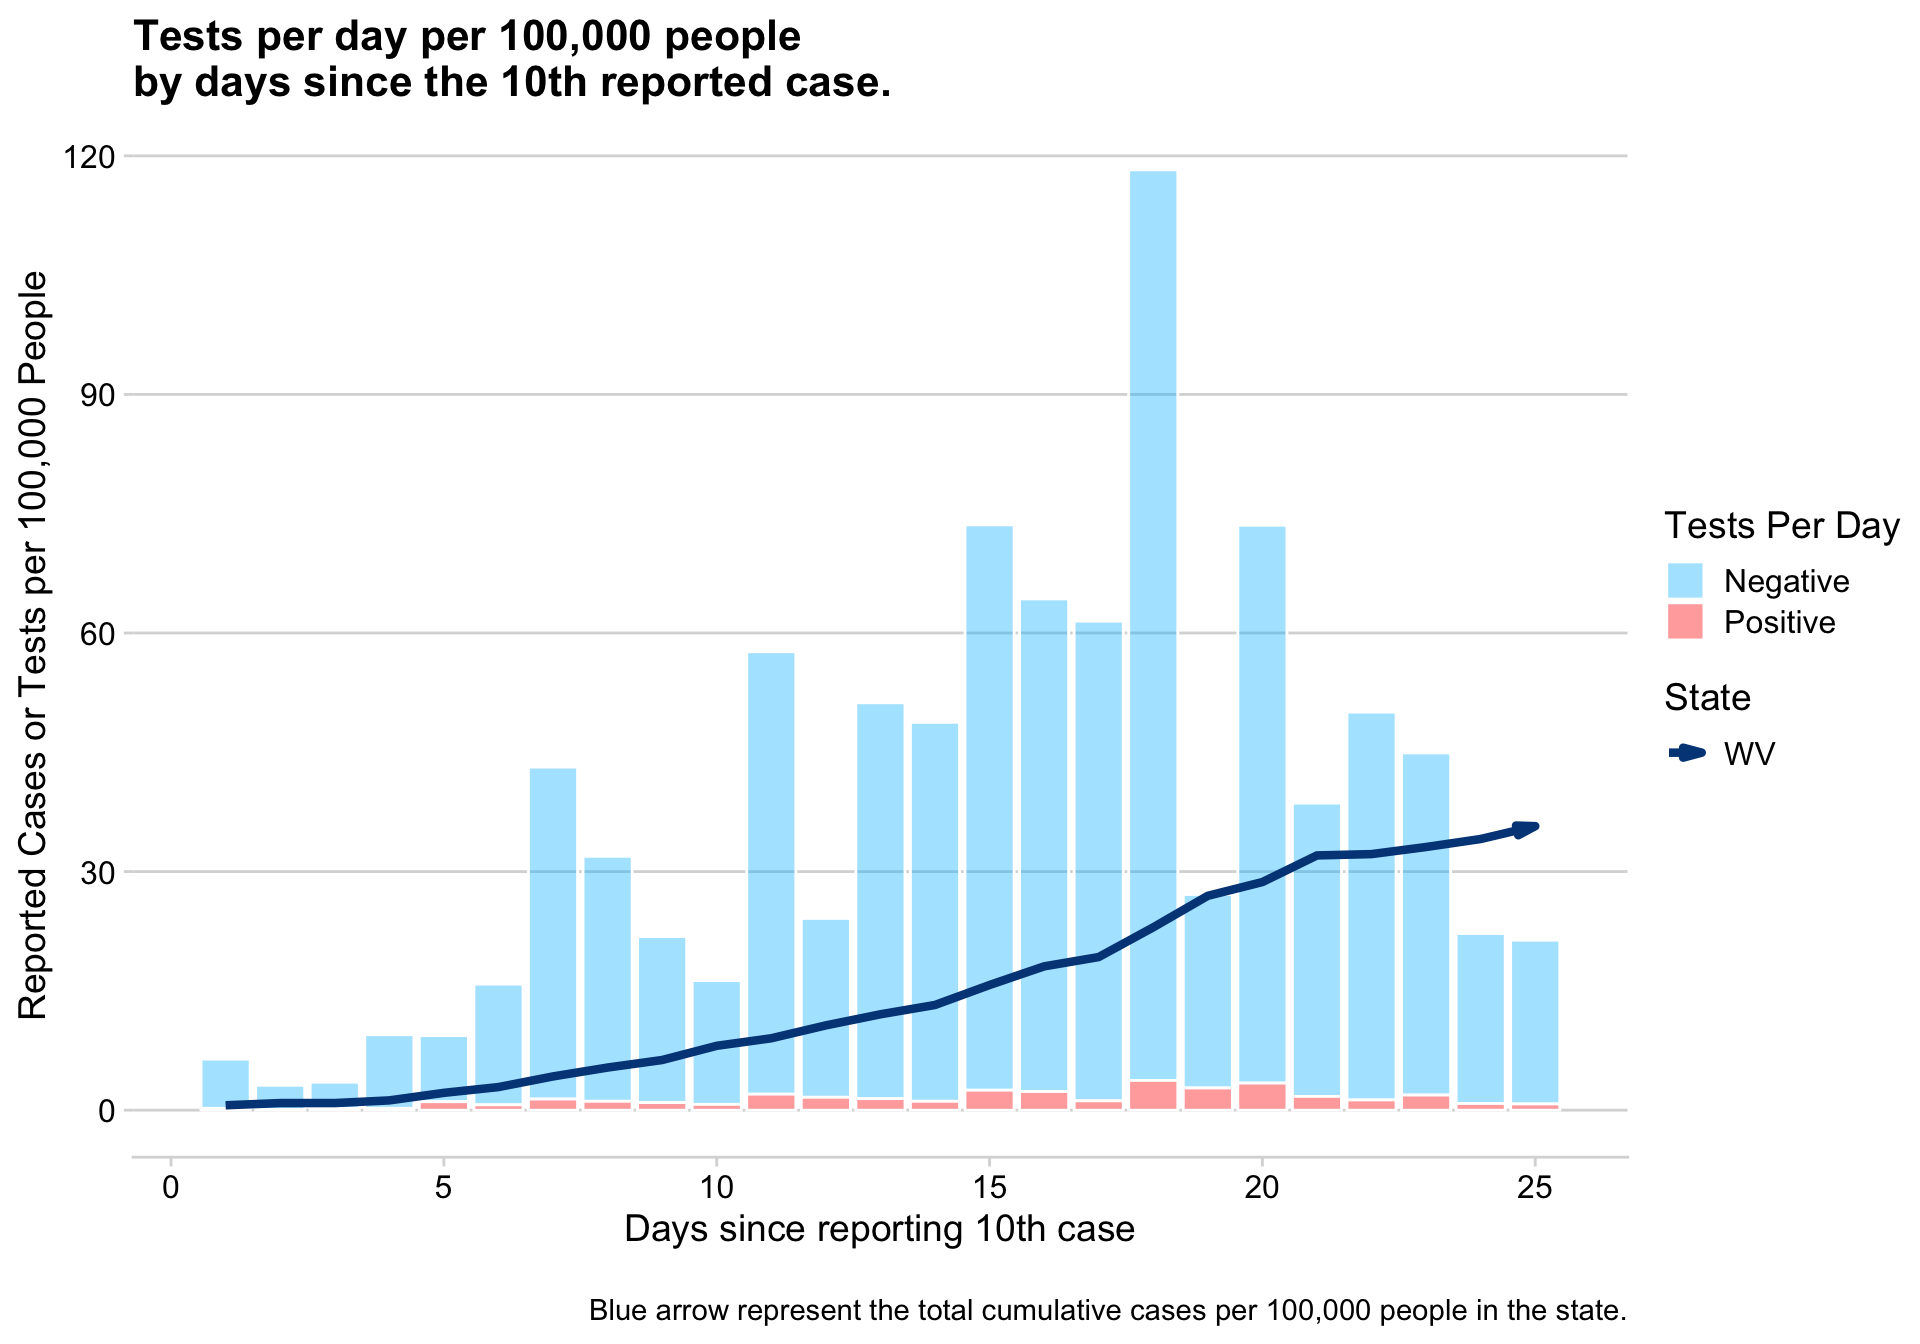 Tests per day per 100,000 people
by days since the 10th reported case.
Reported Cases or Tests per 100,000 People
120
90
60
30
0
0
5
10
15
20
25
Days since reporting 10th case
Tests Per Day
Negative
Positive
State
WV
Blue arrow represent the total cumulative cases per 100,000 people in the state.